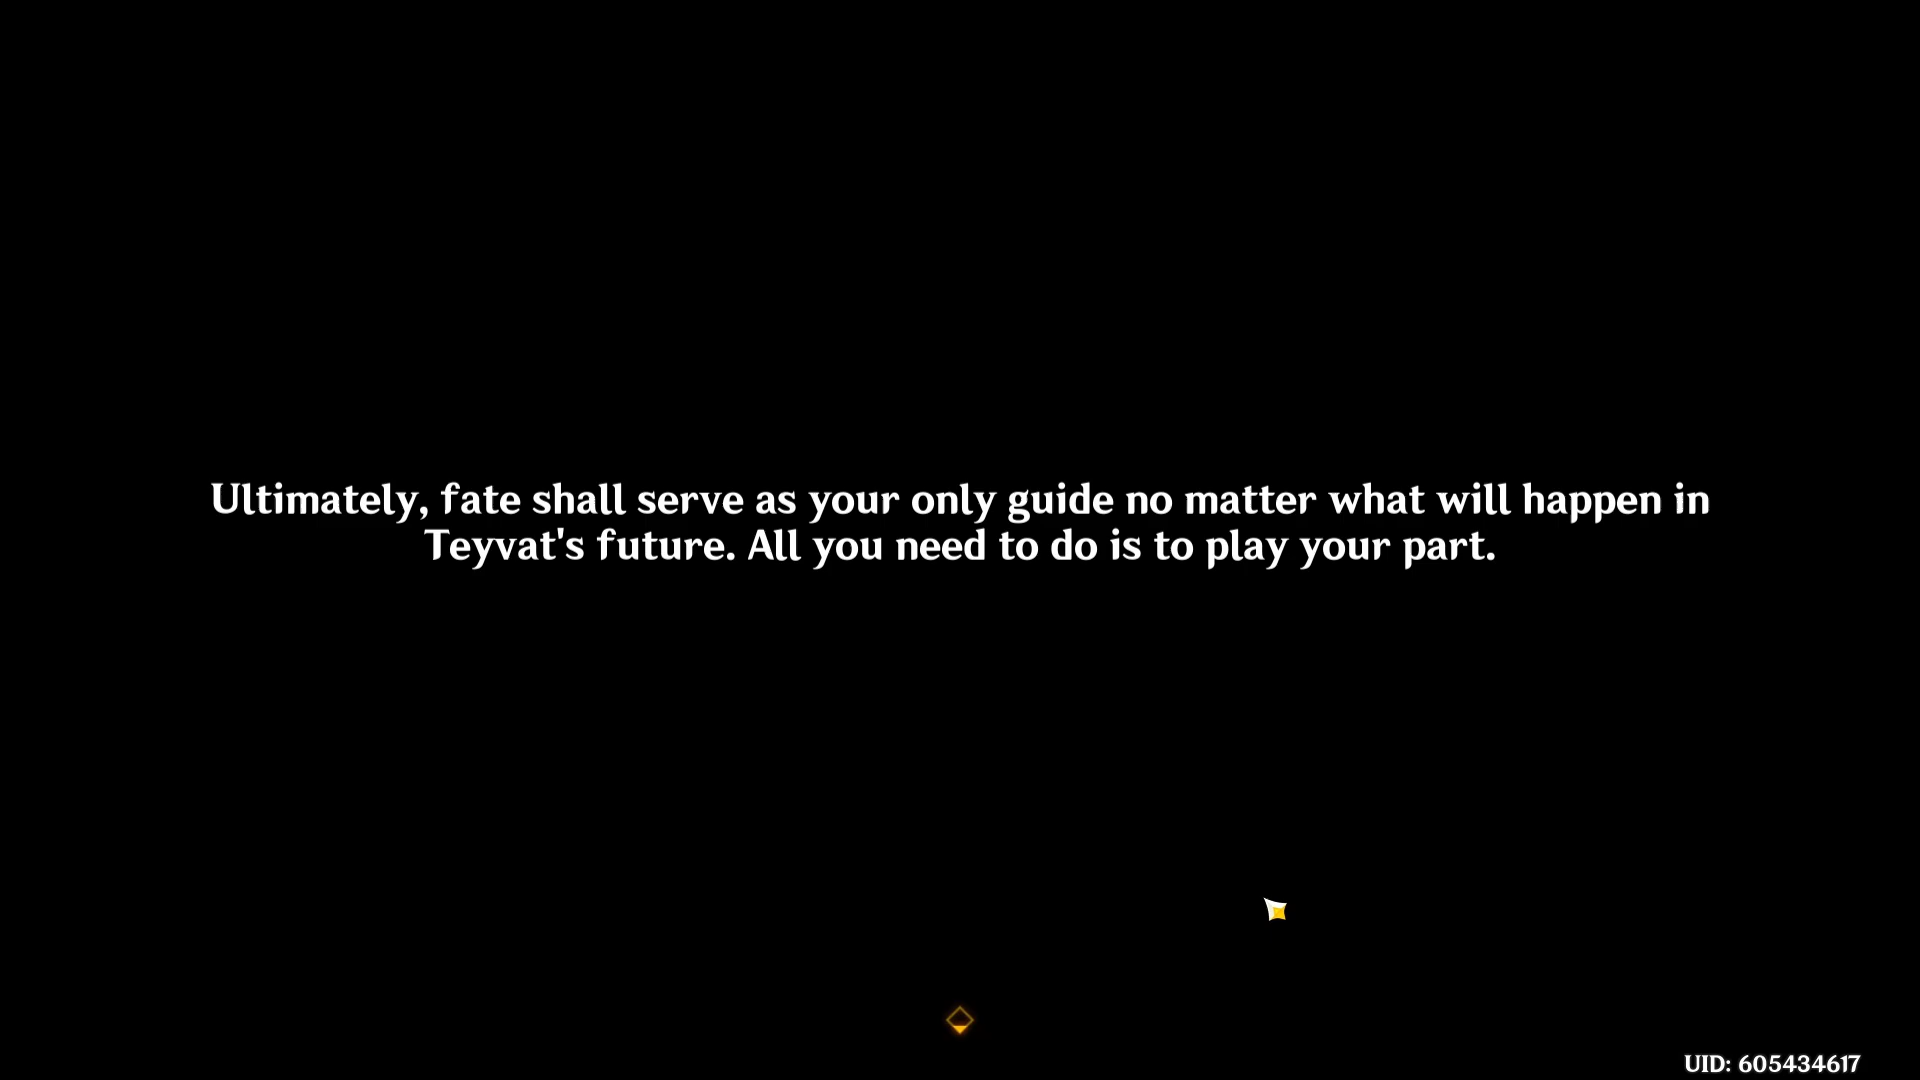 Ultimately, fate shall serve as your only guide no matter what will happen in
Teyvat's future. All you need to do is to play your part.
UID: 605434617